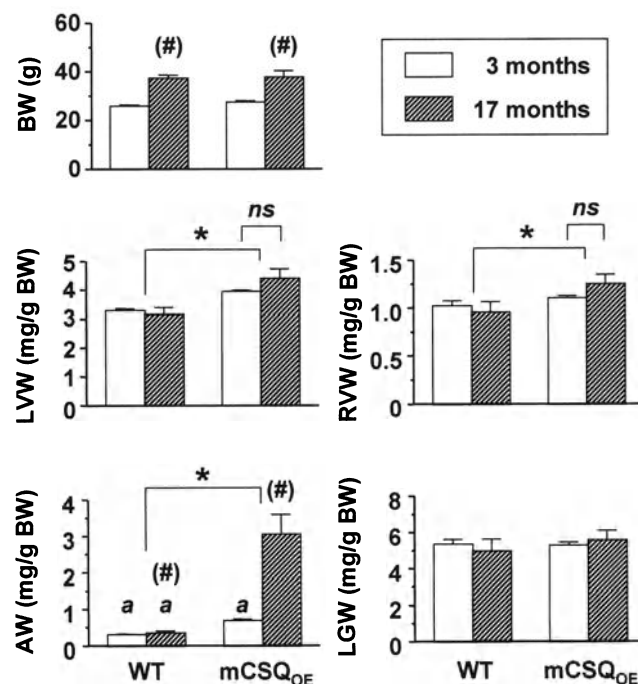 (#) (#)
BW (g)
60
40
20
0
3 months
17 months
ns
*
LVW (mg/g BW)
5
4
3
2
1
0
ns
*
RVW (mg/g BW)
1.5
1.0
0.5
0.0
*
(#)
(#)
a a a
AW (mg/g BW)
4
3
2
1
0
WT mCSQOE
LGW (mg/g BW)
8
6
4
2
0
WT mCSQOE